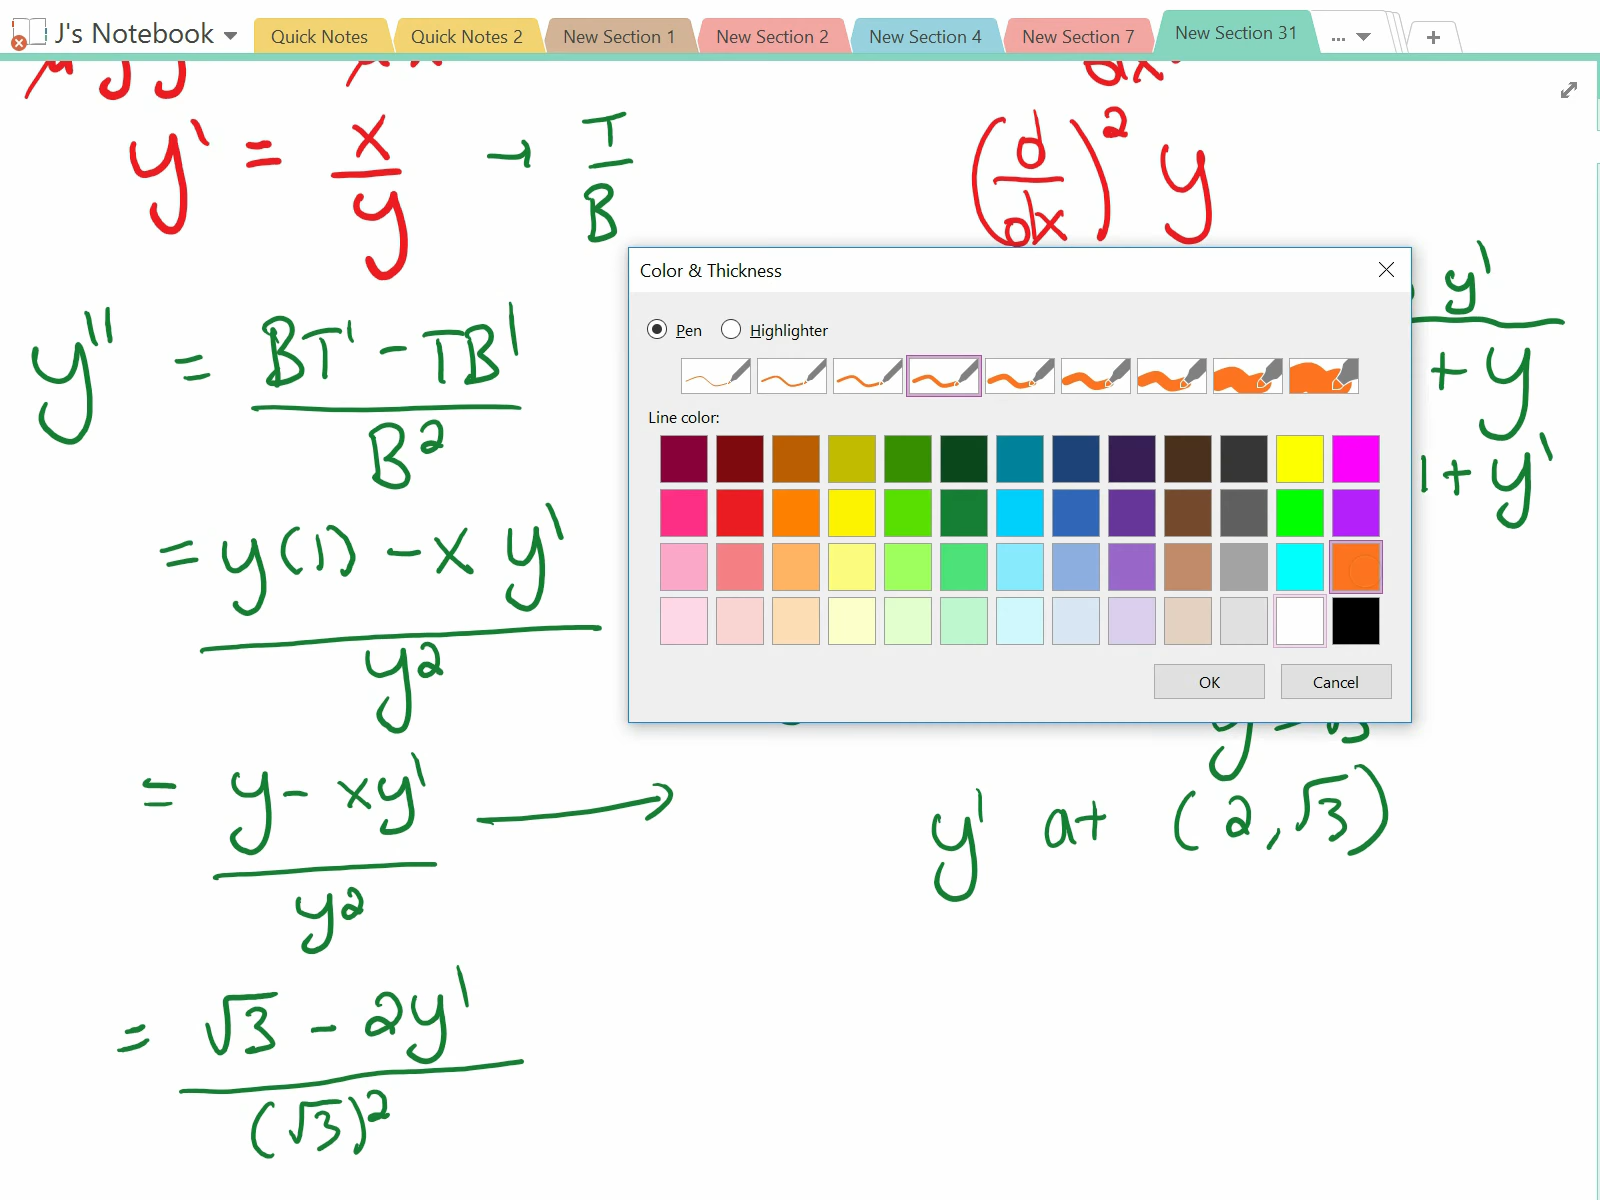 J's Notebook
Quick Notes
Quick Notes 2
New Section 1
New Section 2
New Section 4
New Section 7
New Section 31
...
+
y' = x/y → T/B
(d/dx)² y
y'' = BT' - TB' / B²
= y(1) - x y' / y²
= y - xy' / y² →
= √3 - 2y' / (√3)²
Color & Thickness
Pen
Highlighter
Line color:
OK
Cancel
y'
+ y
1 + y'
y' at (2, √3)